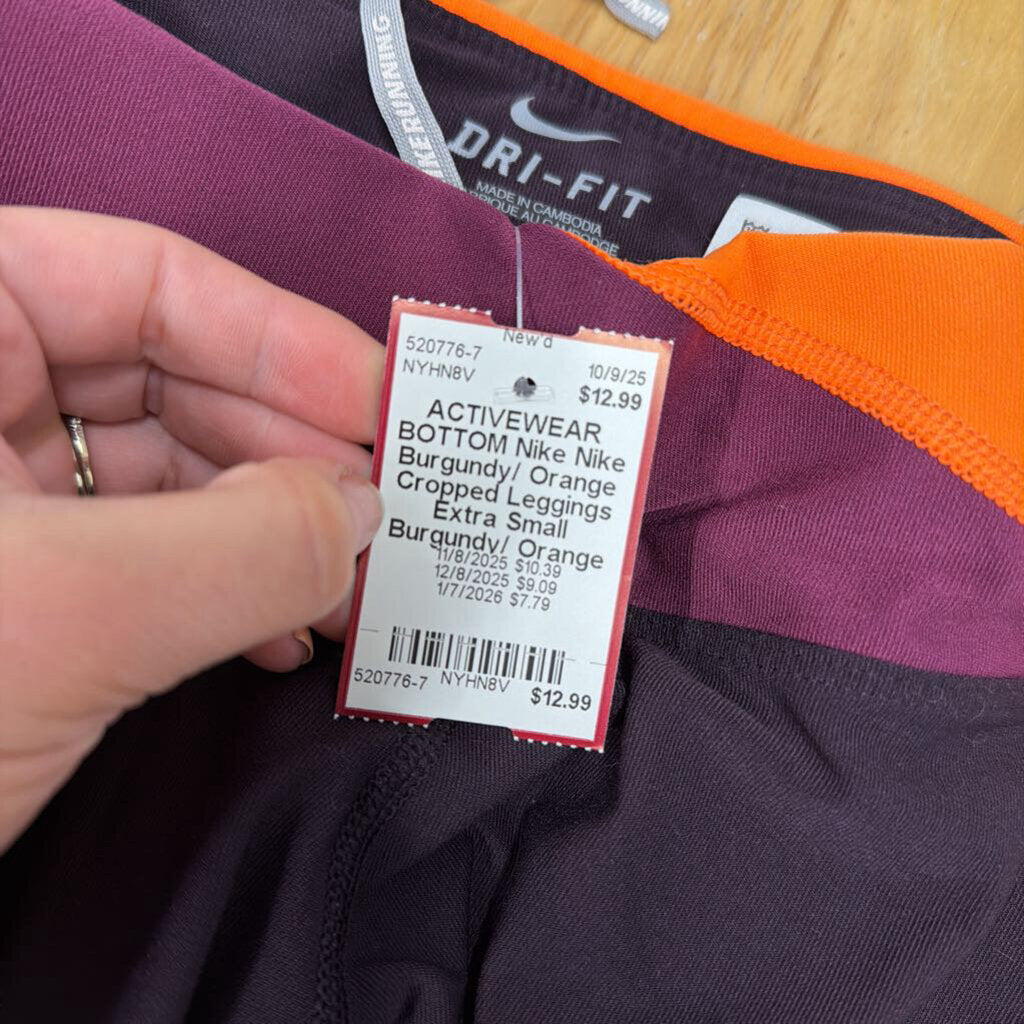 NIKE RUNNING
DRI-FIT
MADE IN CAMBODIA
New'd
520776-7
NYHN8V
10/9/25
$12.99
ACTIVEWEAR
BOTTOM Nike Nike
Burgundy/ Orange
Cropped Leggings
Extra Small
Burgundy/ Orange
11/8/2025 $10.39
12/8/2025 $9.09
1/7/2026 $7.79
520776-7 NYHN8V $12.99